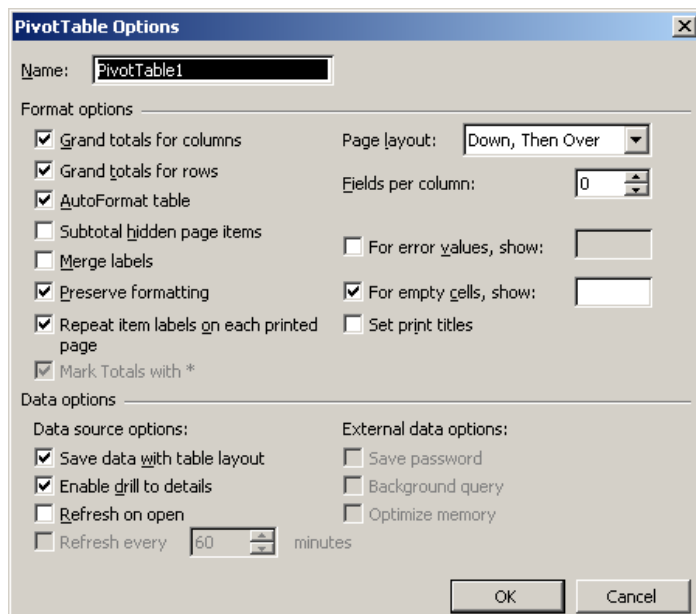 PivotTable Options
Name: PivotTable1
Format options
Grand totals for columns
Grand totals for rows
AutoFormat table
Subtotal hidden page items
Merge labels
Preserve formatting
Repeat item labels on each printed
page
Mark Totals with *
Page layout: Down, Then Over
Fields per column: 0
For error values, show:
For empty cells, show:
Set print titles
Data options
Data source options:
Save data with table layout
Enable drill to details
Refresh on open
Refresh every 60 minutes
External data options:
Save password
Background query
Optimize memory
OK
Cancel